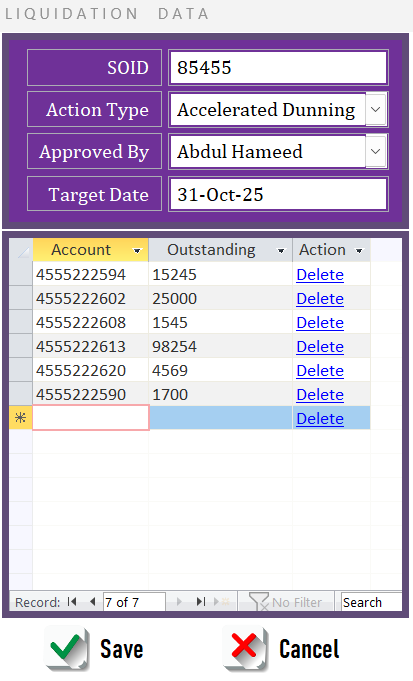 LIQUIDATION DATA
SOID 85455
Action Type Accelerated Dunning
Approved By Abdul Hameed
Target Date 31-Oct-25
Account Outstanding Action
4555222594 15245 Delete
4555222602 25000 Delete
4555222608 1545 Delete
4555222613 98254 Delete
4555222620 4569 Delete
4555222590 1700 Delete
Delete
Record: 7 of 7 No Filter Search
Save Cancel